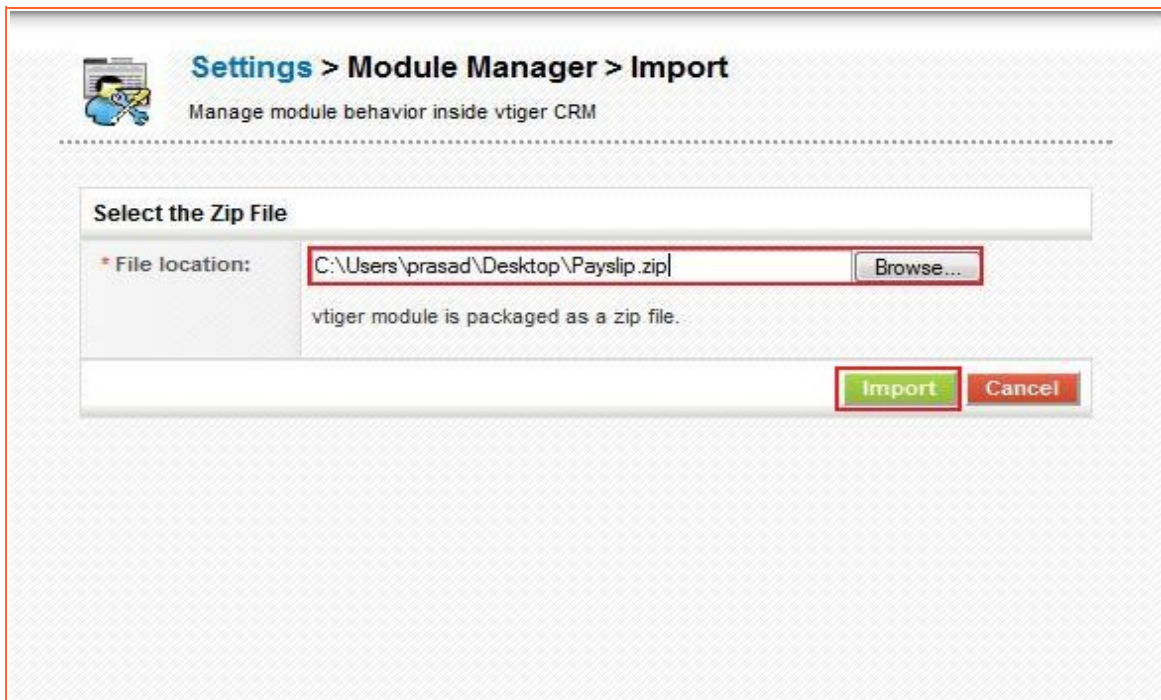 Settings > Module Manager > Import
Manage module behavior inside vtiger CRM
Select the Zip File
* File location:
C:\Users\prasad\Desktop\Payslip.zip
Browse...
vtiger module is packaged as a zip file.
Import
Cancel